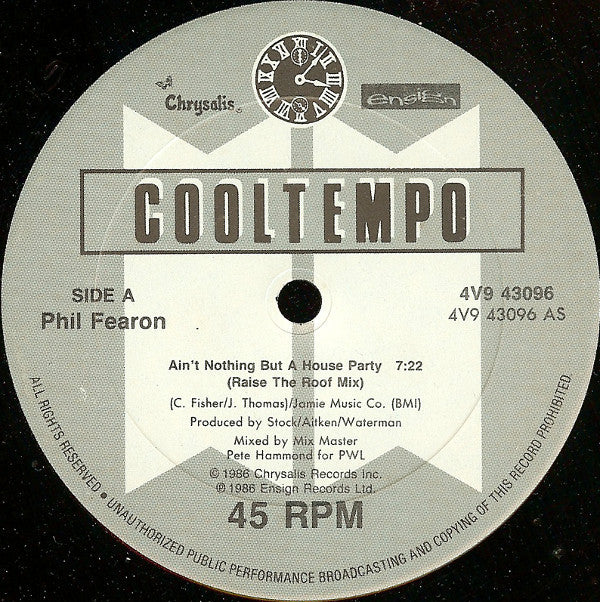 Chrysalis
Ensign
COOLTEMPO
SIDE A
Phil Fearon
4V9 43096
4V9 43096 AS
Ain't Nothing But A House Party 7:22
(Raise The Roof Mix)
(C. Fisher/J. Thomas)/Jamie Music Co. (BMI)
Produced by Stock/Aitken/Waterman
Mixed by Mix Master
Pete Hammond for PWL
© 1986 Chrysalis Records Inc.
℗ 1986 Ensign Records Ltd.
45 RPM
ALL RIGHTS RESERVED • UNAUTHORIZED PUBLIC PERFORMANCE BROADCASTING AND COPYING OF THIS RECORD PROHIBITED.